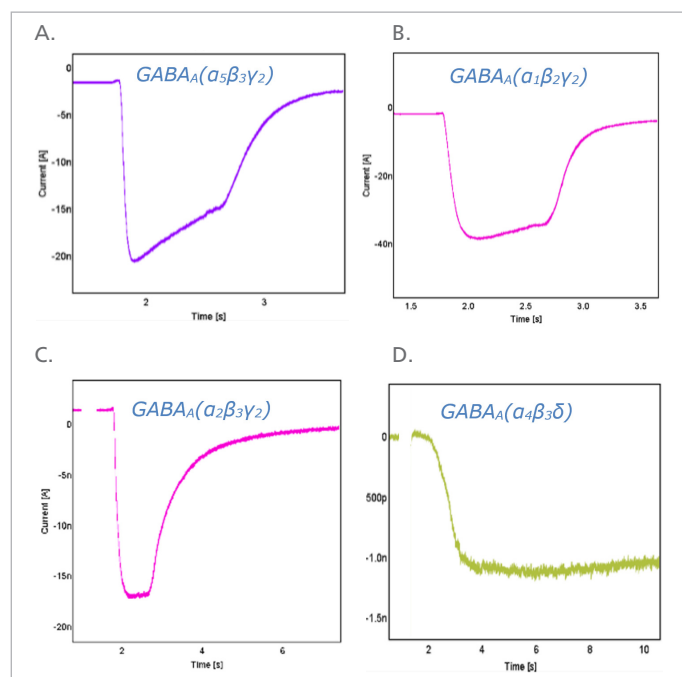 A.
GABAA(α5β3γ2)
0
-5n
-10n
-15n
-20n
Current [A]
2
3
Time [s]
B.
GABAA(α1β2γ2)
0
-20n
-40n
Current [A]
1.5
2.0
2.5
3.0
3.5
Time [s]
C.
GABAA(α2β3γ2)
0
-5n
-10n
-15n
-20n
Current [A]
2
4
6
Time [s]
D.
GABAA(α4β3δ)
0
500p
-1.0n
-1.5n
2
4
6
8
10
Time [s]